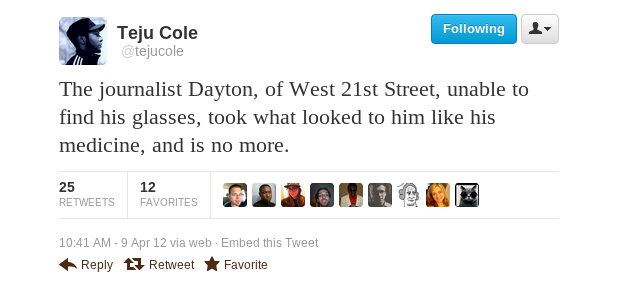 Teju Cole
@tejucole
Following
The journalist Dayton, of West 21st Street, unable to
find his glasses, took what looked to him like his
medicine, and is no more.
25
RETWEETS
12
FAVORITES
10:41 AM - 9 Apr 12 via web · Embed this Tweet
Reply Retweet Favorite